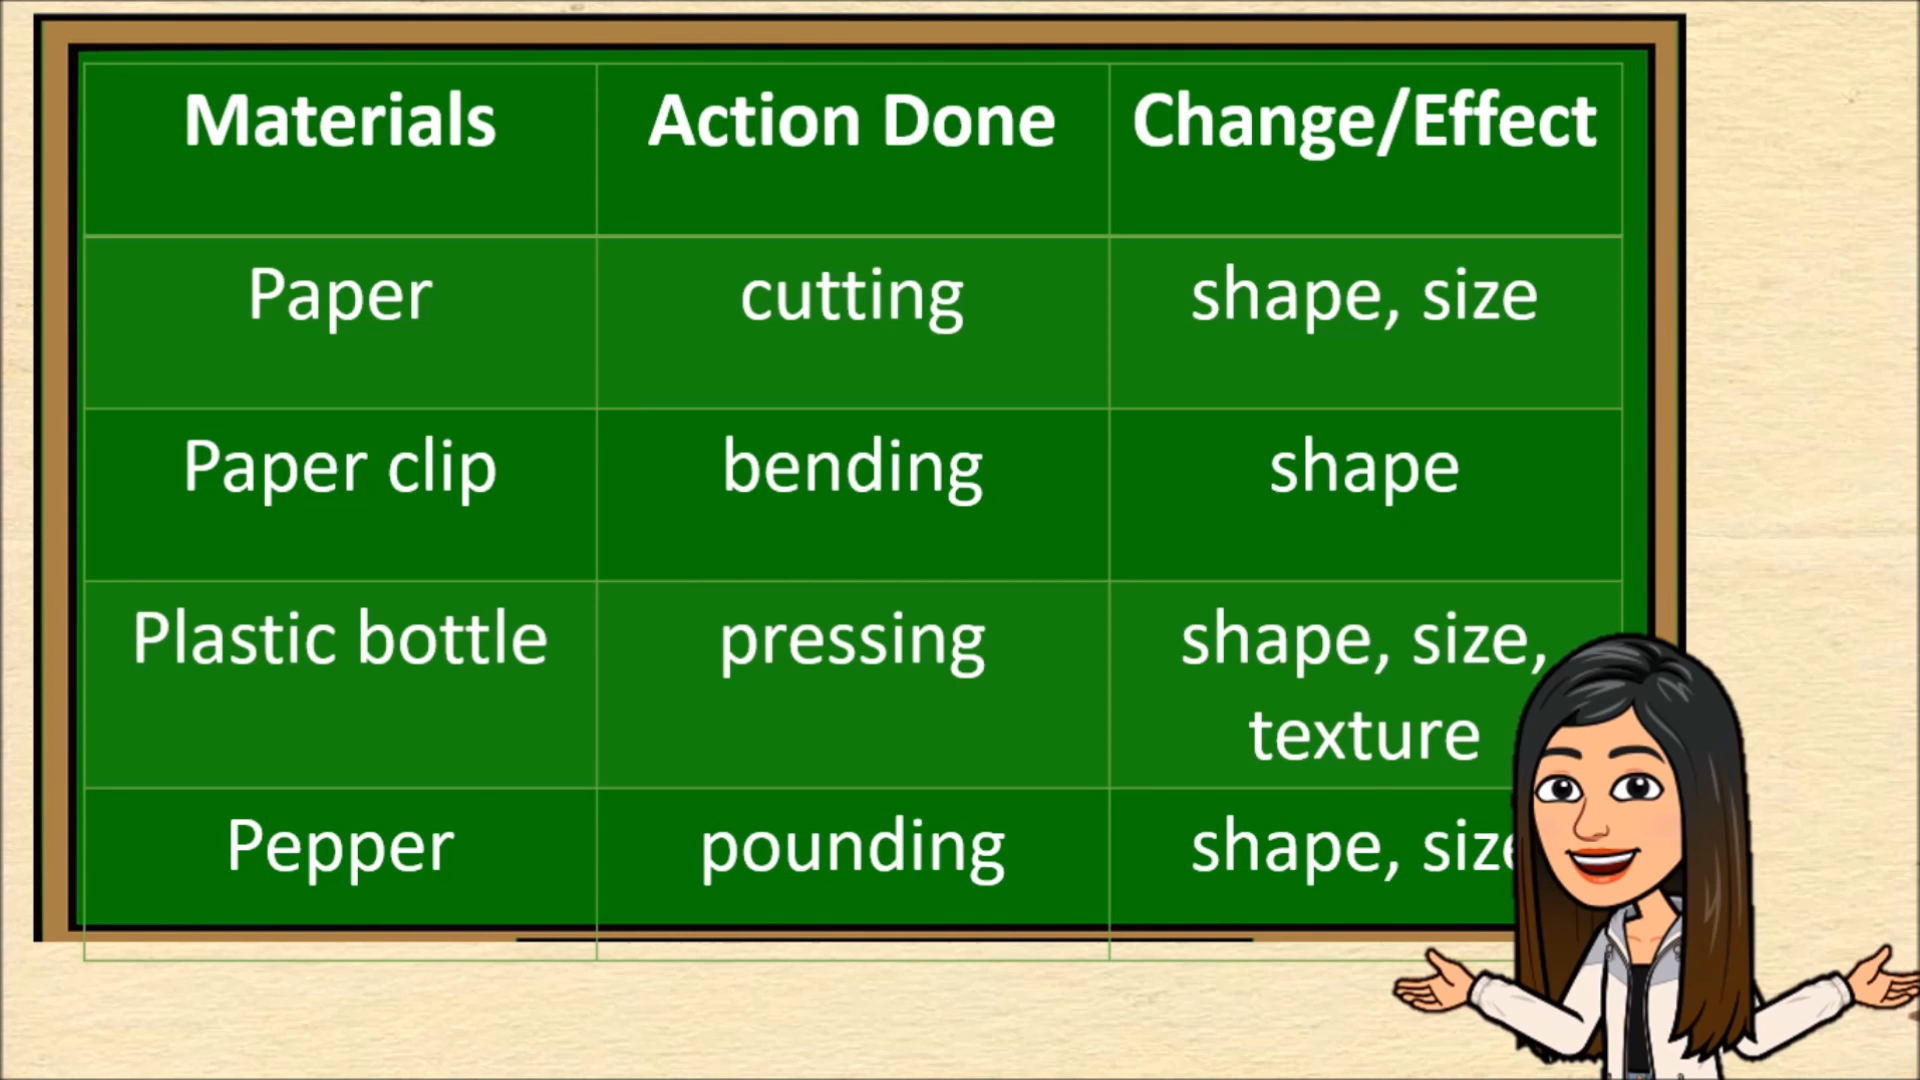 Materials Action Done Change/Effect
Paper cutting shape, size
Paper clip bending shape
Plastic bottle pressing shape, size,
texture
Pepper pounding shape, size